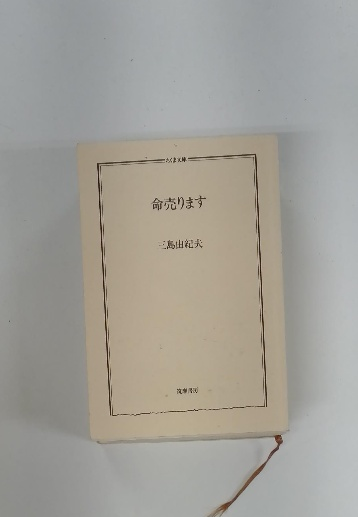 ちくま文庫
命売ります
三島由紀夫
筑摩書房